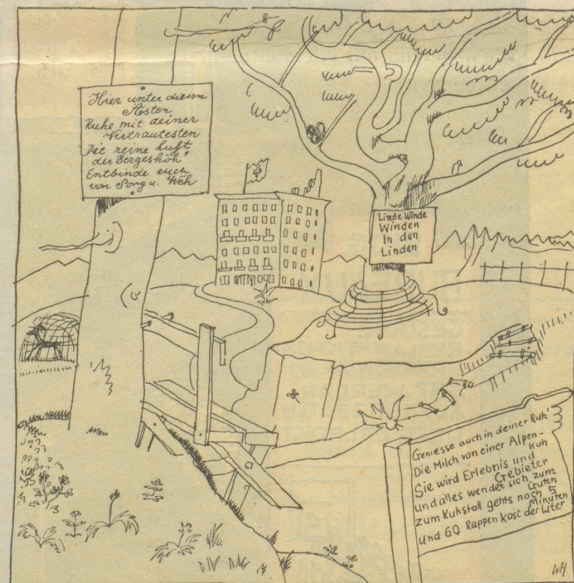 Hier unter diesen
Ästen
Ruhe mit deiner
Vertrautesten
Die reine Luft
der Bergeshöh'
Entbinde euch
von Sorg u. Weh
Linde Winde
Winden
In den
Linden
Geniesse auch in deiner Ruh'
Die Milch von einer Alpen-
Kuh
Sie wird Erlebnis und
Gebieter
und alles wendet sich zum
Guten
zum Kuhstall gehts noch 5
Minuten
und 60 Rappen kost der Liter
WH